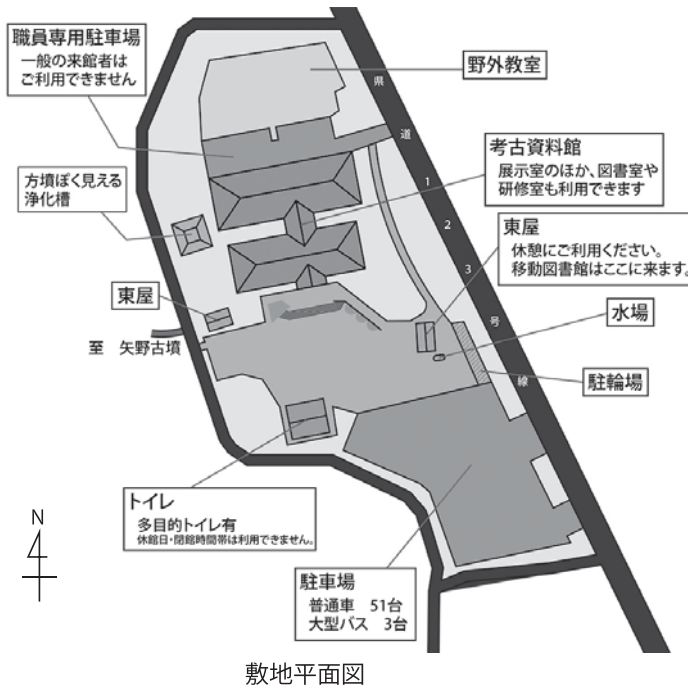 職員専用駐車場
一般の来館者は
ご利用できません
野外教室
県道123号線
考古資料館
展示室のほか、図書室や
研修室も利用できます
方墳ぽく見える
浄化槽
東屋
休憩にご利用ください。
移動図書館はここに来ます。
東屋
水場
至 矢野古墳
駐輪場
トイレ
多目的トイレ有
休館日・閉館時間帯は利用できません。
N
駐車場
普通車 51台
大型バス 3台
敷地平面図